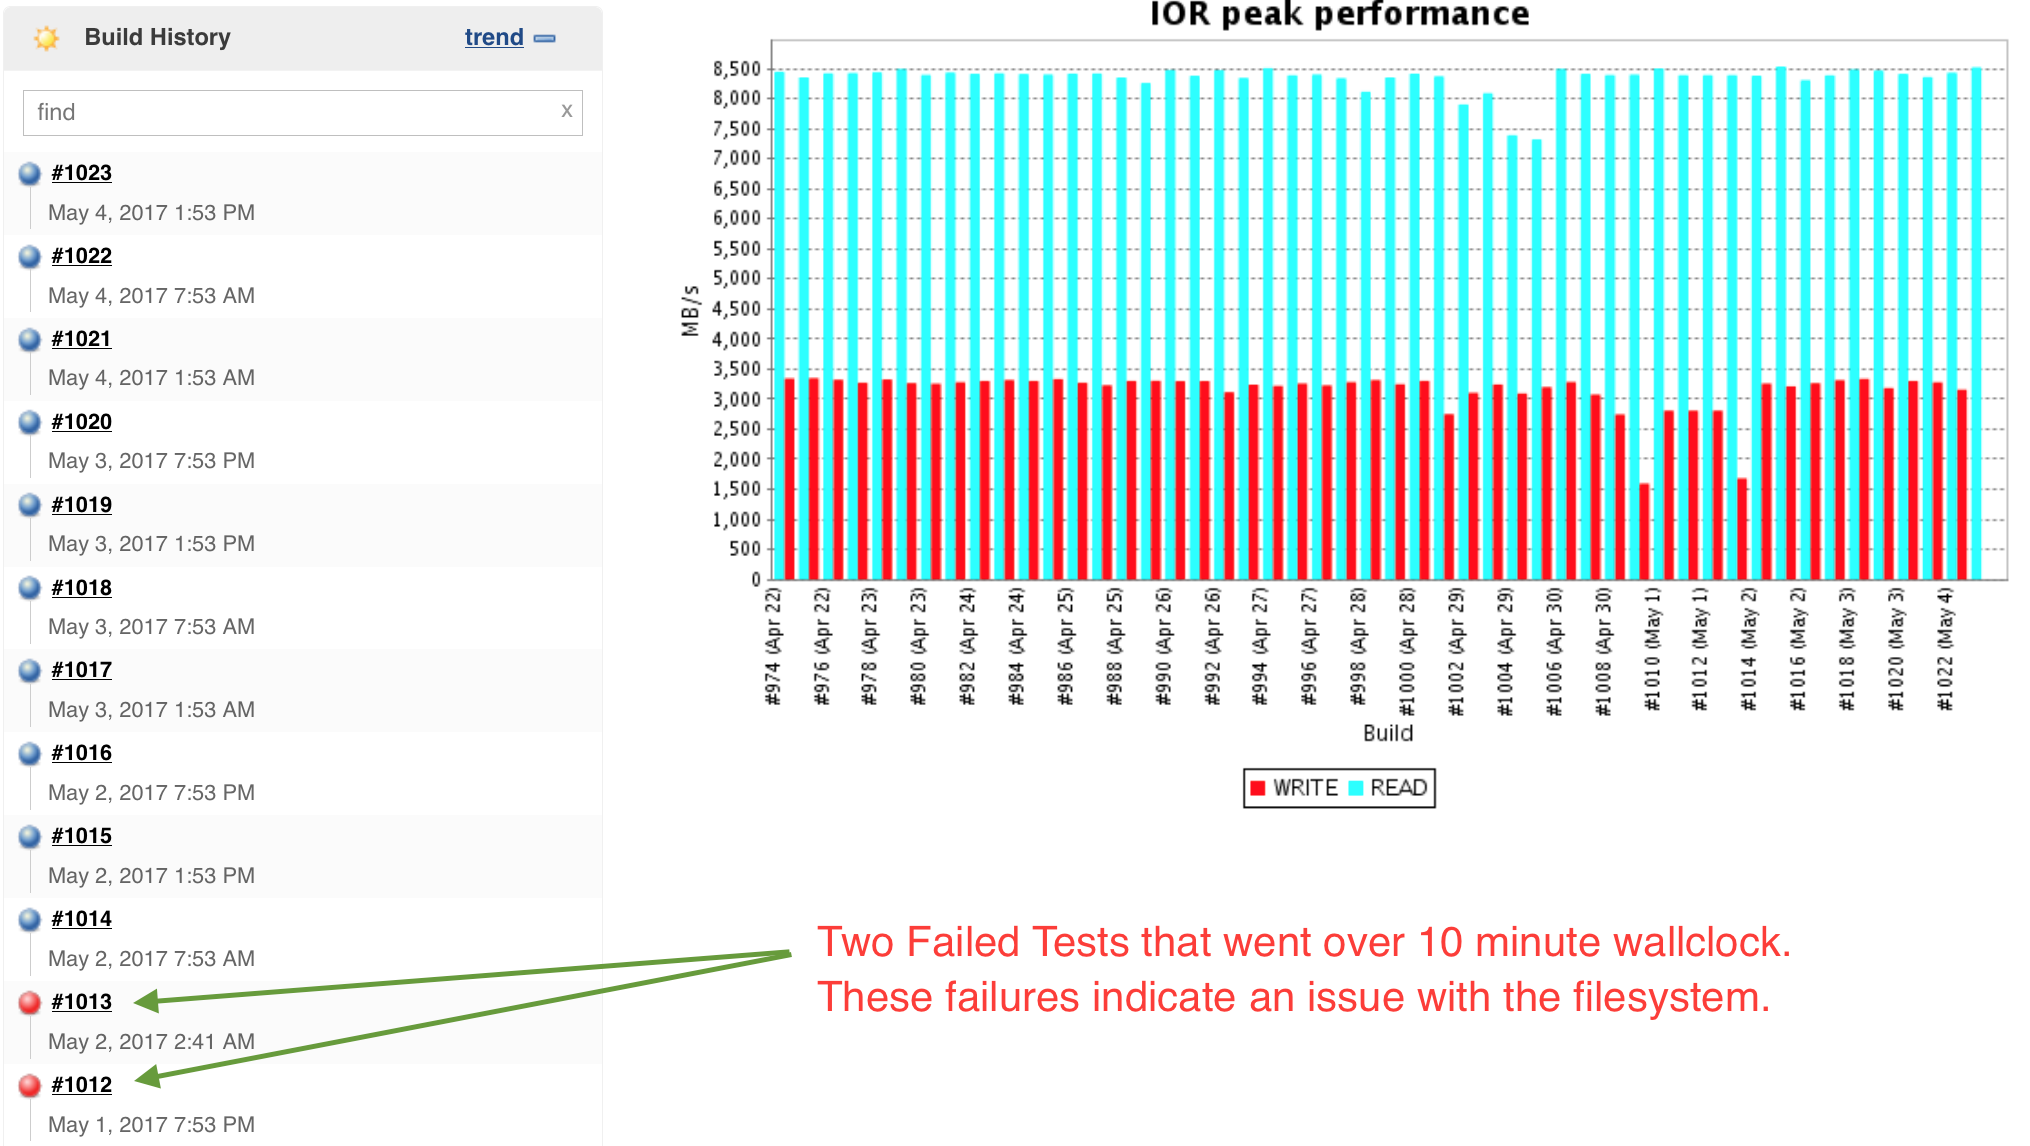 Build History
trend
find
x
#1023
May 4, 2017 1:53 PM
#1022
May 4, 2017 7:53 AM
#1021
May 4, 2017 1:53 AM
#1020
May 3, 2017 7:53 PM
#1019
May 3, 2017 1:53 PM
#1018
May 3, 2017 7:53 AM
#1017
May 3, 2017 1:53 AM
#1016
May 2, 2017 7:53 PM
#1015
May 2, 2017 1:53 PM
#1014
May 2, 2017 7:53 AM
#1013
May 2, 2017 2:41 AM
#1012
May 1, 2017 7:53 PM
IOR peak performance
MB/s
8,500
8,000
7,500
7,000
6,500
6,000
5,500
5,000
4,500
4,000
3,500
3,000
2,500
2,000
1,500
1,000
500
0
#974 (Apr 22)
#976 (Apr 22)
#978 (Apr 23)
#980 (Apr 23)
#982 (Apr 24)
#984 (Apr 24)
#986 (Apr 25)
#988 (Apr 25)
#990 (Apr 26)
#992 (Apr 26)
#994 (Apr 27)
#996 (Apr 27)
#998 (Apr 28)
#1000 (Apr 28)
#1002 (Apr 29)
#1004 (Apr 29)
#1006 (Apr 30)
#1008 (Apr 30)
#1010 (May 1)
#1012 (May 1)
#1014 (May 2)
#1016 (May 2)
#1018 (May 3)
#1020 (May 3)
#1022 (May 4)
Build
WRITE READ
Two Failed Tests that went over 10 minute wallclock.
These failures indicate an issue with the filesystem.